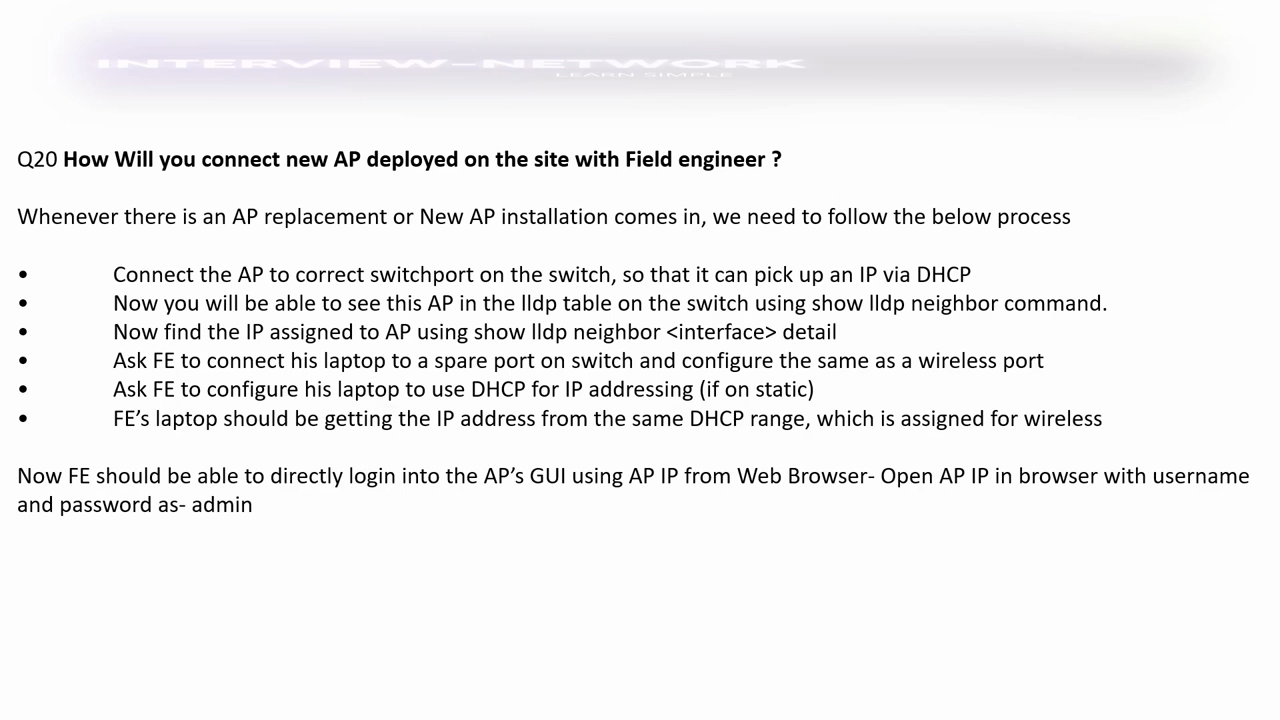 INTERVIEW-NETWORK
LEARN SIMPLE
Q20 How Will you connect new AP deployed on the site with Field engineer ?
Whenever there is an AP replacement or New AP installation comes in, we need to follow the below process
• Connect the AP to correct switchport on the switch, so that it can pick up an IP via DHCP
• Now you will be able to see this AP in the lldp table on the switch using show lldp neighbor command.
• Now find the IP assigned to AP using show lldp neighbor <interface> detail
• Ask FE to connect his laptop to a spare port on switch and configure the same as a wireless port
• Ask FE to configure his laptop to use DHCP for IP addressing (if on static)
• FE’s laptop should be getting the IP address from the same DHCP range, which is assigned for wireless
Now FE should be able to directly login into the AP’s GUI using AP IP from Web Browser- Open AP IP in browser with username
and password as- admin